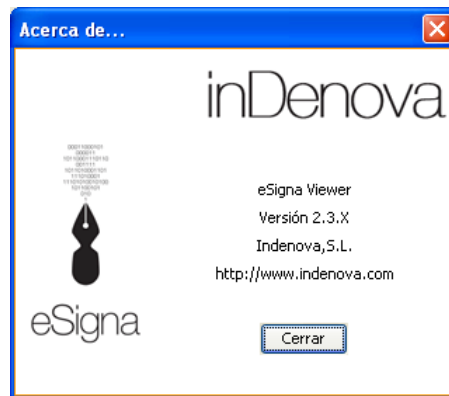 Acerca de...
inDenova
eSigna
eSigna Viewer
Versión 2.3.X
Indenova,S.L.
http://www.indenova.com
Cerrar